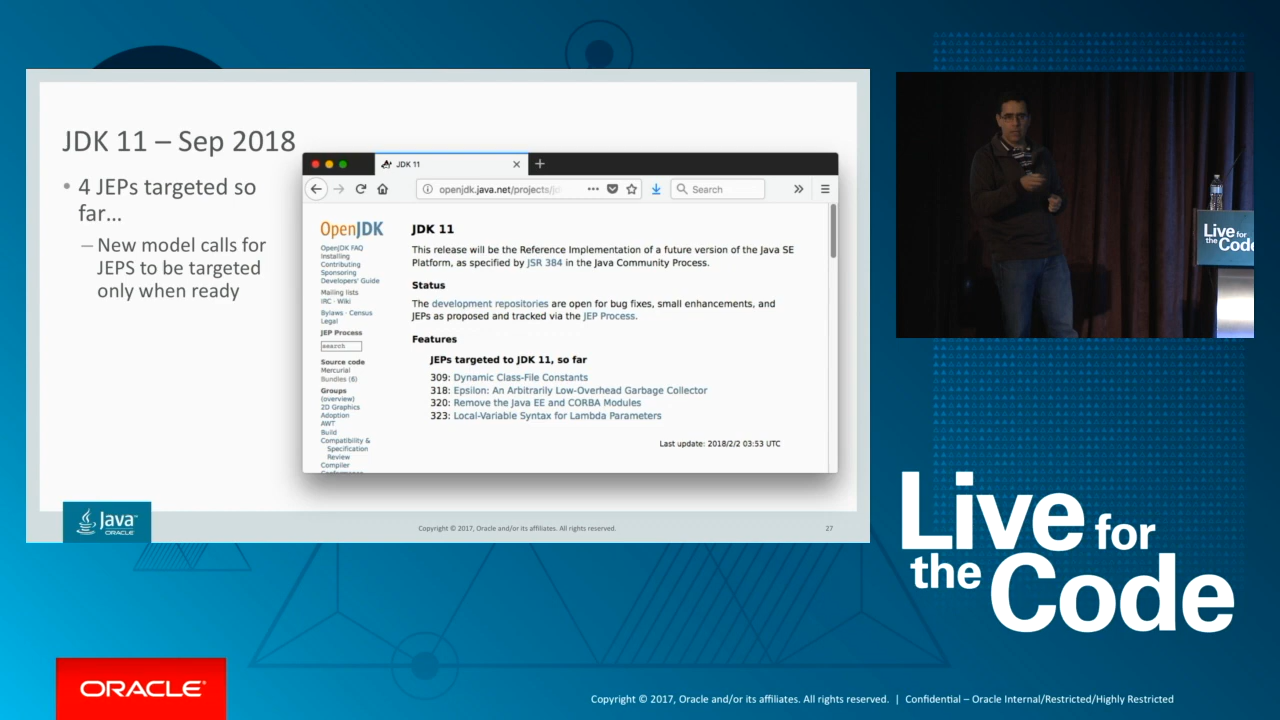 JDK 11 – Sep 2018
• 4 JEPs targeted so
far...
– New model calls for
JEPS to be targeted
only when ready
JDK 11
openjdk.java.net/projects/jd
Search
OpenJDK
OpenJDK FAQ
Installing
Contributing
Sponsoring
Developers' Guide
Mailing lists
IRC · Wiki
Bylaws · Census
Legal
JEP Process
search
Source code
Mercurial
Bundles (6)
Groups
(overview)
2D Graphics
Adoption
AWT
Build
Compatibility &
Specification
Review
Compiler
Conformance
JDK 11
This release will be the Reference Implementation of a future version of the Java SE
Platform, as specified by JSR 384 in the Java Community Process.
Status
The development repositories are open for bug fixes, small enhancements, and
JEPs as proposed and tracked via the JEP Process.
Features
JEPs targeted to JDK 11, so far
309: Dynamic Class-File Constants
318: Epsilon: An Arbitrarily Low-Overhead Garbage Collector
320: Remove the Java EE and CORBA Modules
323: Local-Variable Syntax for Lambda Parameters
Last update: 2018/2/2 03:53 UTC
Java™
ORACLE
Copyright © 2017, Oracle and/or its affiliates. All rights reserved.
27
Live for
the Code
Live for
the Code
ORACLE®
Copyright © 2017, Oracle and/or its affiliates. All rights reserved. | Confidential – Oracle Internal/Restricted/Highly Restricted